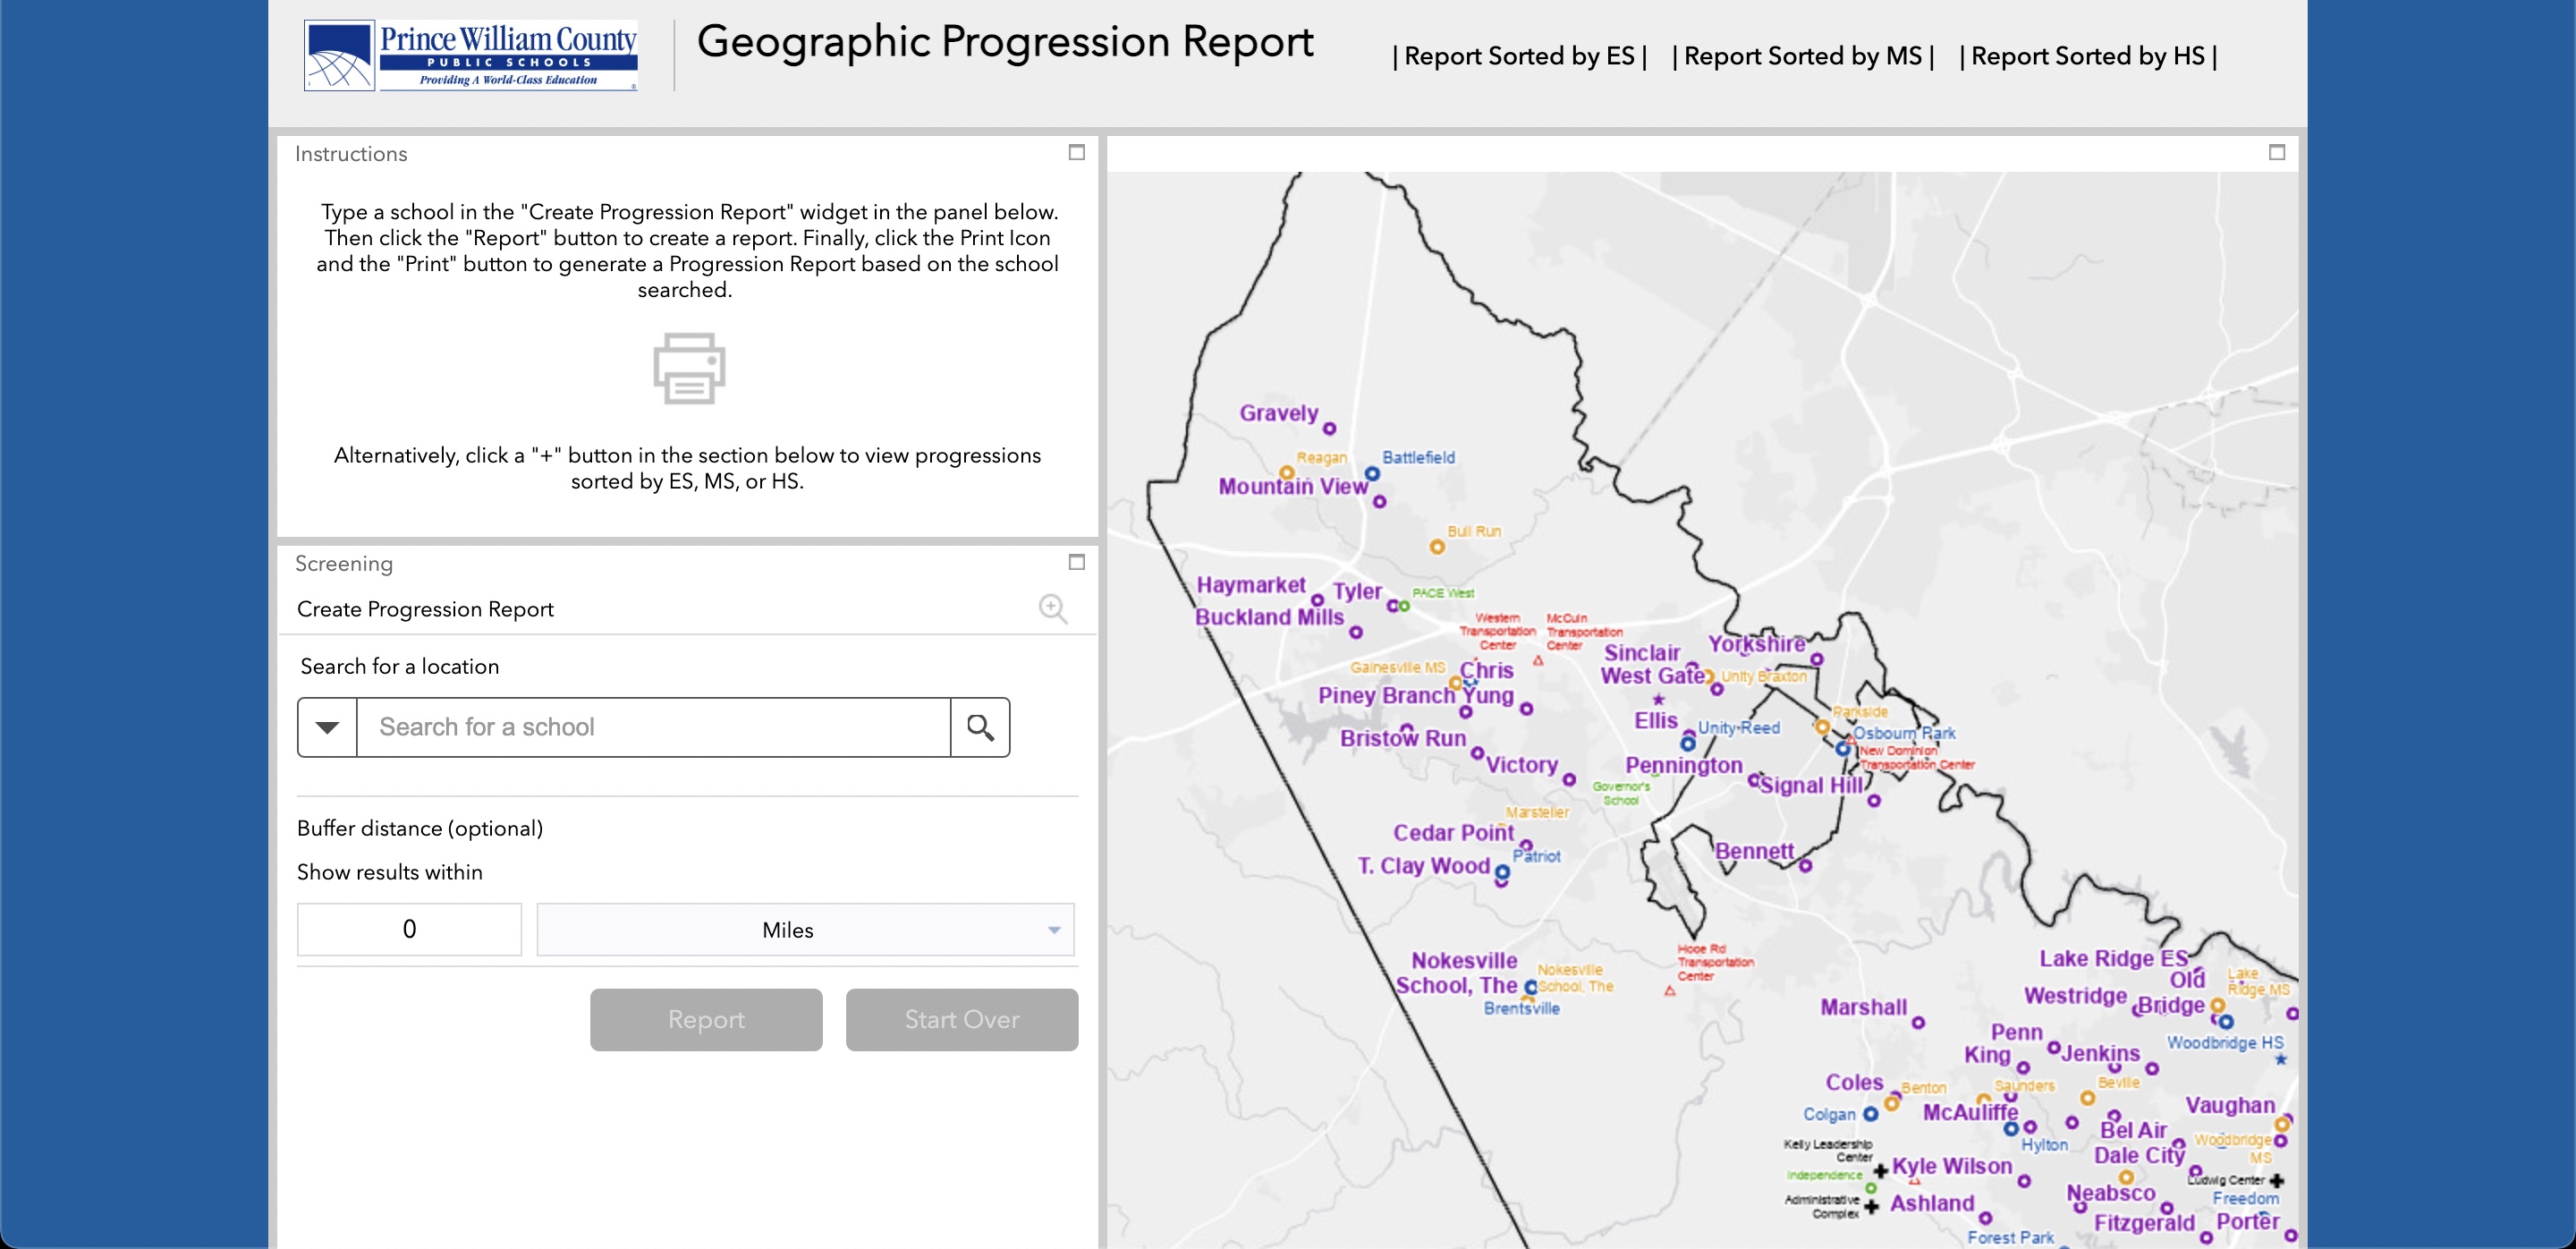 Prince William County
PUBLIC SCHOOLS
Providing A World-Class Education
Geographic Progression Report
| Report Sorted by ES |
| Report Sorted by MS |
| Report Sorted by HS |
Instructions
Type a school in the "Create Progression Report" widget in the panel below.
Then click the "Report" button to create a report. Finally, click the Print Icon
and the "Print" button to generate a Progression Report based on the school
searched.
Alternatively, click a "+" button in the section below to view progressions
sorted by ES, MS, or HS.
Screening
Create Progression Report
Search for a location
Search for a school
Buffer distance (optional)
Show results within
0
Miles
Report
Start Over
Gravely
Reagan
Battlefield
Mountain View
Bull Run
Haymarket
Tyler
PACE West
Buckland Mills
Western
Transportation
Center
McCuin
Transportation
Center
Sinclair
Yorkshire
Gainesville MS
Chris
Yung
West Gate
Unity Braxton
Piney Branch
Ellis
Unity-Reed
Parkside
Osbourn Park
New Dominion
Transportation Center
Bristow Run
Victory
Pennington
Signal Hill
Governor's
School
Marsteller
Cedar Point
Patriot
T. Clay Wood
Bennett
Hooe Rd
Transportation
Center
Nokesville
School, The
Nokesville
School, The
Brentsville
Lake Ridge ES
Old
Bridge
Lake
Ridge MS
Westridge
Marshall
Woodbridge HS
Penn
King
Jenkins
Coles
Benton
Saunders
Beville
Colgan
McAuliffe
Vaughan
Hylton
Bel Air
Woodbridge
MS
Dale City
Kelly Leadership
Center
Independence
Kyle Wilson
Ludwig Center
Administrative
Complex
Ashland
Neabsco
Freedom
Fitzgerald
Porter
Forest Park